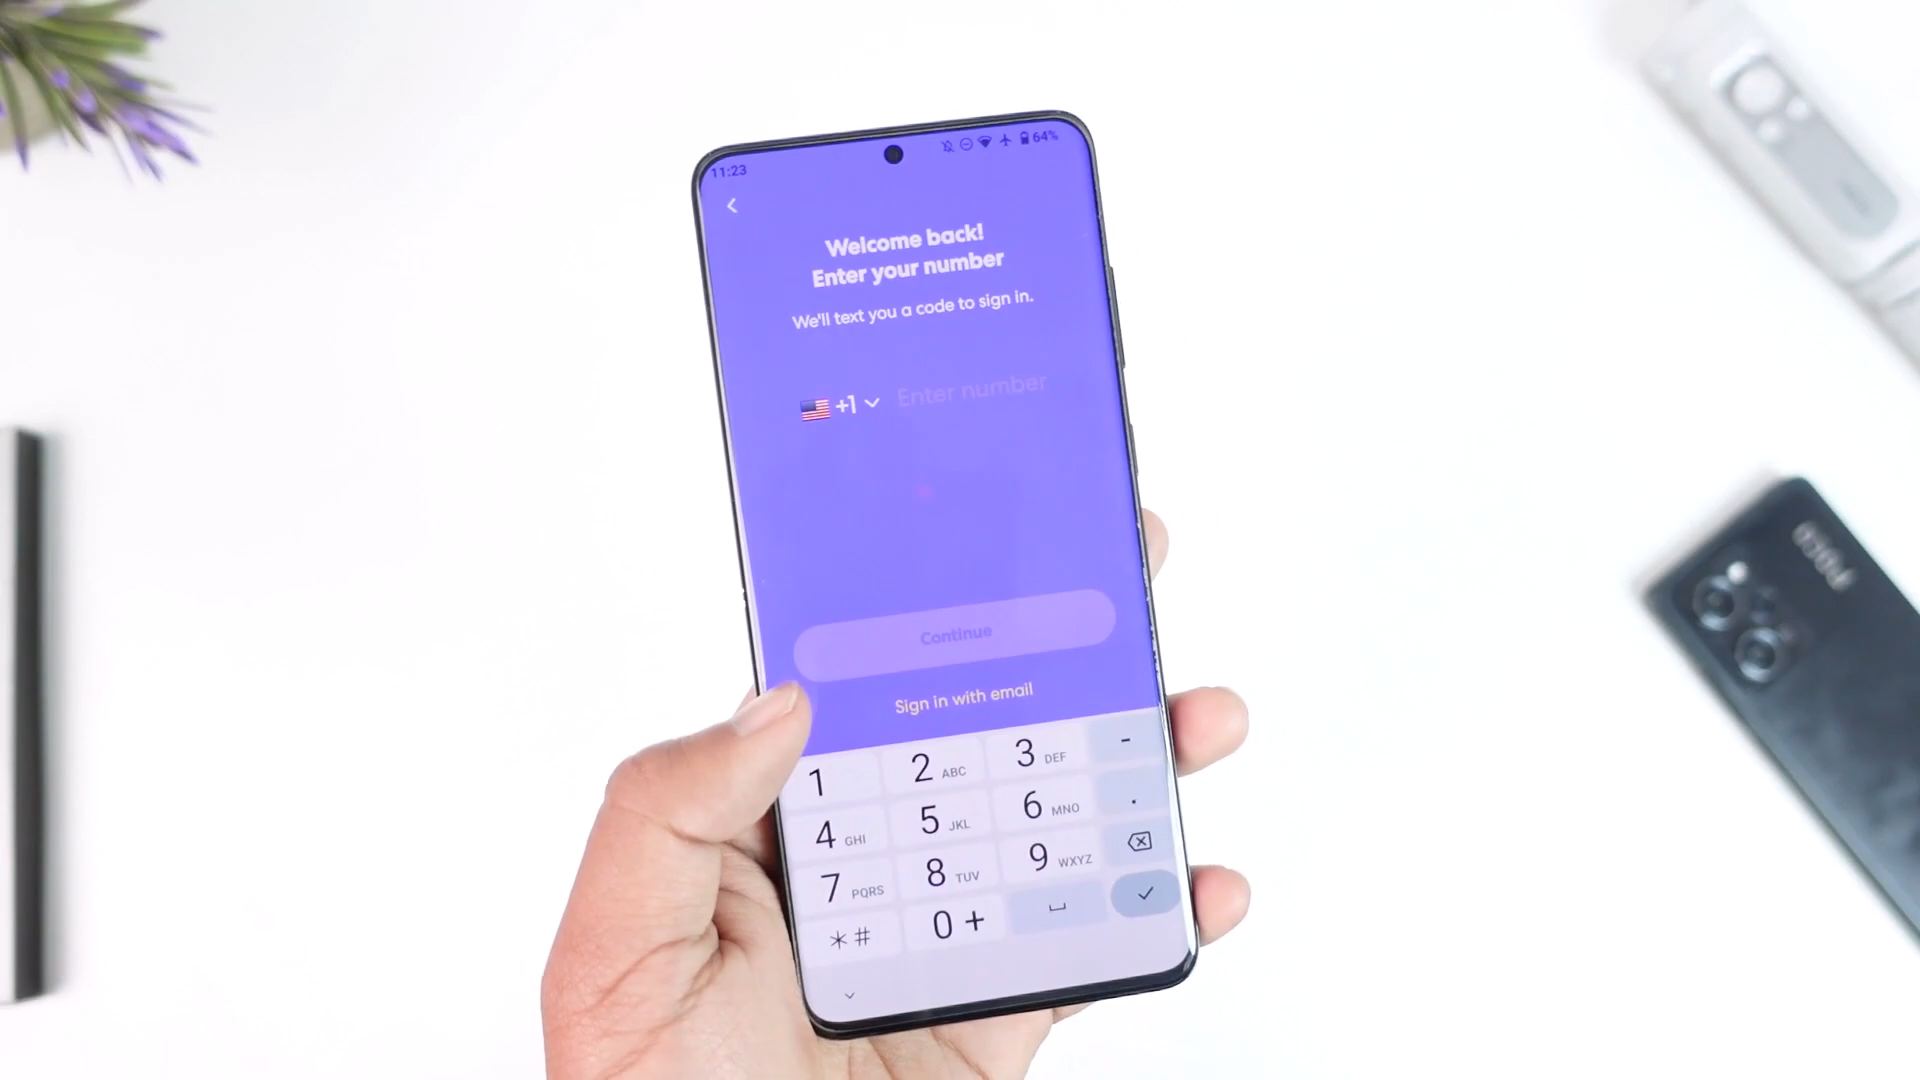 11:23
64%
Welcome back!
Enter your number
We'll text you a code to sign in.
+1
Enter number
Continue
Sign in with email
1
2 ABC
3 DEF
-
4 GHI
5 JKL
6 MNO
.
7 PQRS
8 TUV
9 WXYZ
* #
0 +
POCO